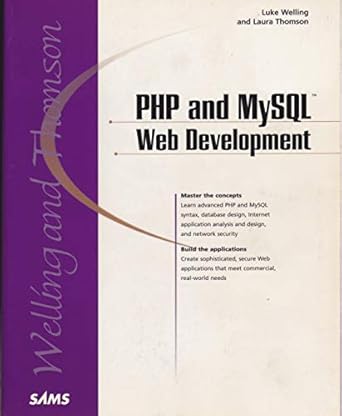 Luke Welling
and Laura Thomson
PHP and MySQL™
Web Development
Master the concepts
Learn advanced PHP and MySQL
syntax, database design, Internet
application analysis and design,
and network security
Build the applications
Create sophisticated, secure Web
applications that meet commercial,
real-world needs
Welling and Thomson
SAMS